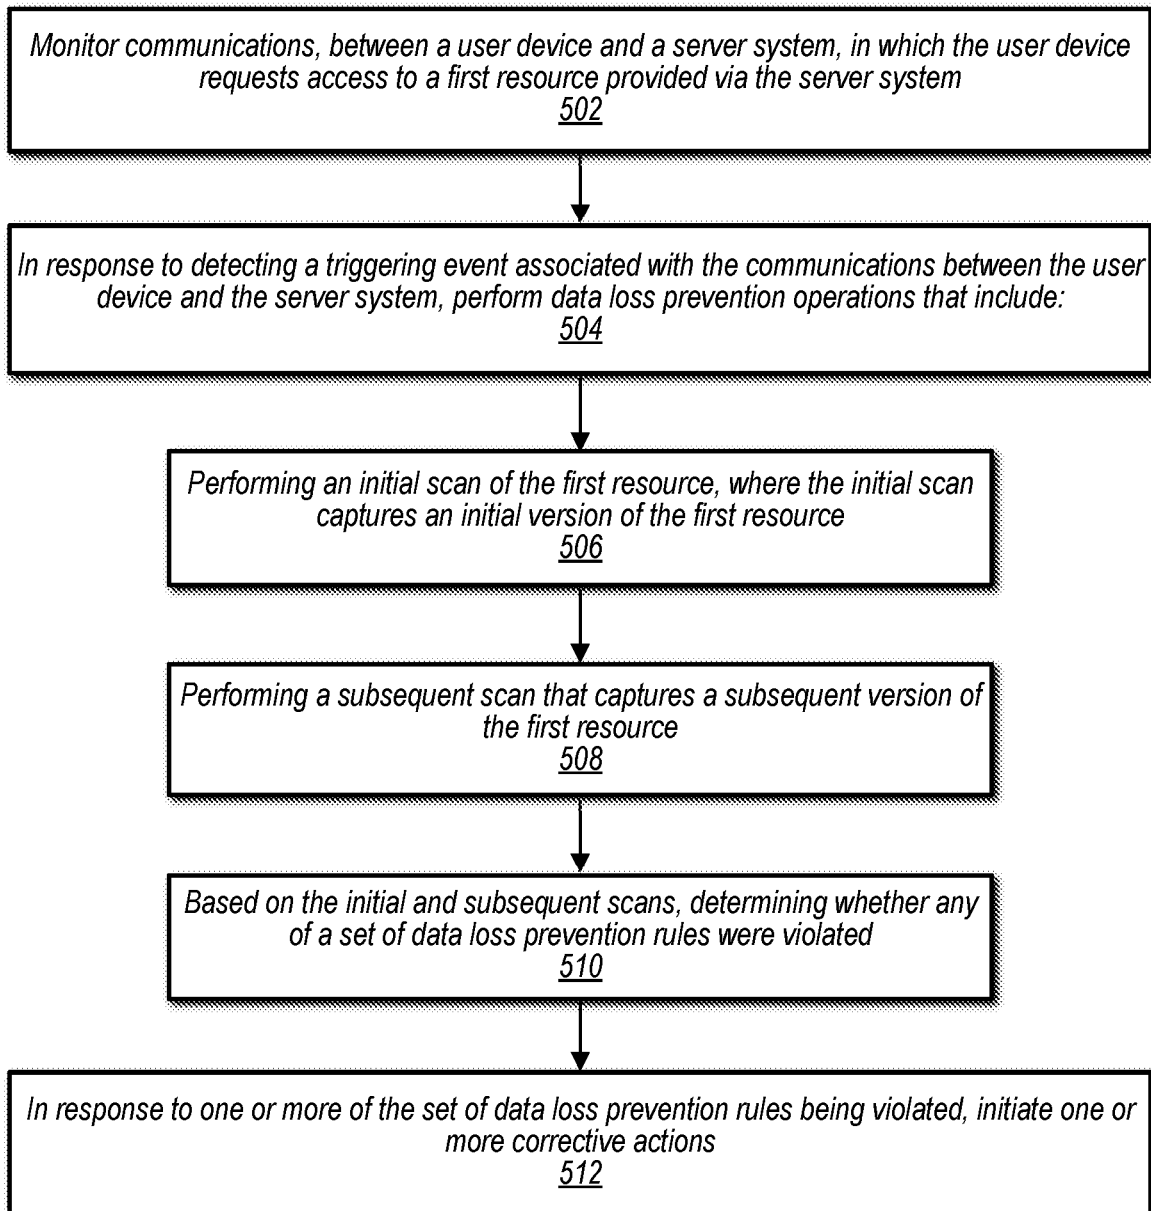 Monitor communications, between a user device and a server system, in which the user device
requests access to a first resource provided via the server system
502
In response to detecting a triggering event associated with the communications between the user
device and the server system, perform data loss prevention operations that include:
504
Performing an initial scan of the first resource, where the initial scan
captures an initial version of the first resource
506
Performing a subsequent scan that captures a subsequent version of
the first resource
508
Based on the initial and subsequent scans, determining whether any
of a set of data loss prevention rules were violated
510
In response to one or more of the set of data loss prevention rules being violated, initiate one or
more corrective actions
512